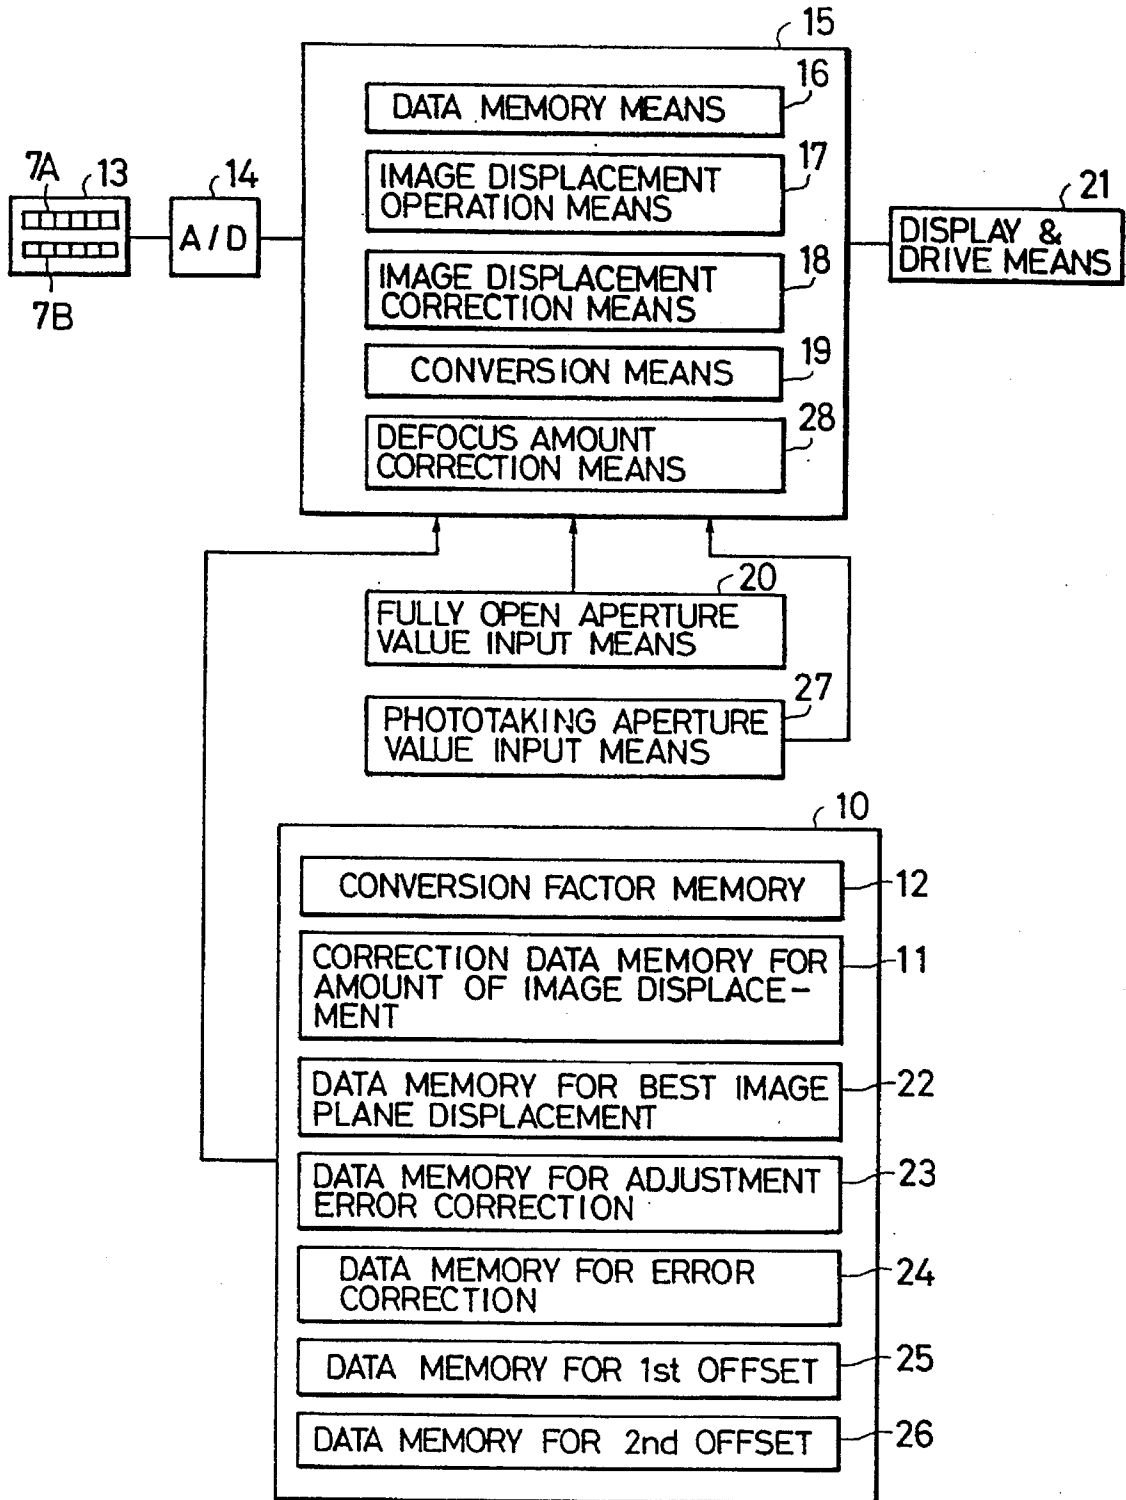 15
16
DATA MEMORY MEANS
17
IMAGE DISPLACEMENT
OPERATION MEANS
7A
13
14
A/D
7B
21
DISPLAY &
DRIVE MEANS
18
IMAGE DISPLACEMENT
CORRECTION MEANS
19
CONVERSION MEANS
28
DEFOCUS AMOUNT
CORRECTION MEANS
20
FULLY OPEN APERTURE
VALUE INPUT MEANS
27
PHOTOTAKING APERTURE
VALUE INPUT MEANS
10
CONVERSION FACTOR MEMORY
12
CORRECTION DATA MEMORY FOR
AMOUNT OF IMAGE DISPLACE-
MENT
11
DATA MEMORY FOR BEST IMAGE
PLANE DISPLACEMENT
22
DATA MEMORY FOR ADJUSTMENT
ERROR CORRECTION
23
DATA MEMORY FOR ERROR
CORRECTION
24
DATA MEMORY FOR 1st OFFSET
25
DATA MEMORY FOR 2nd OFFSET
26